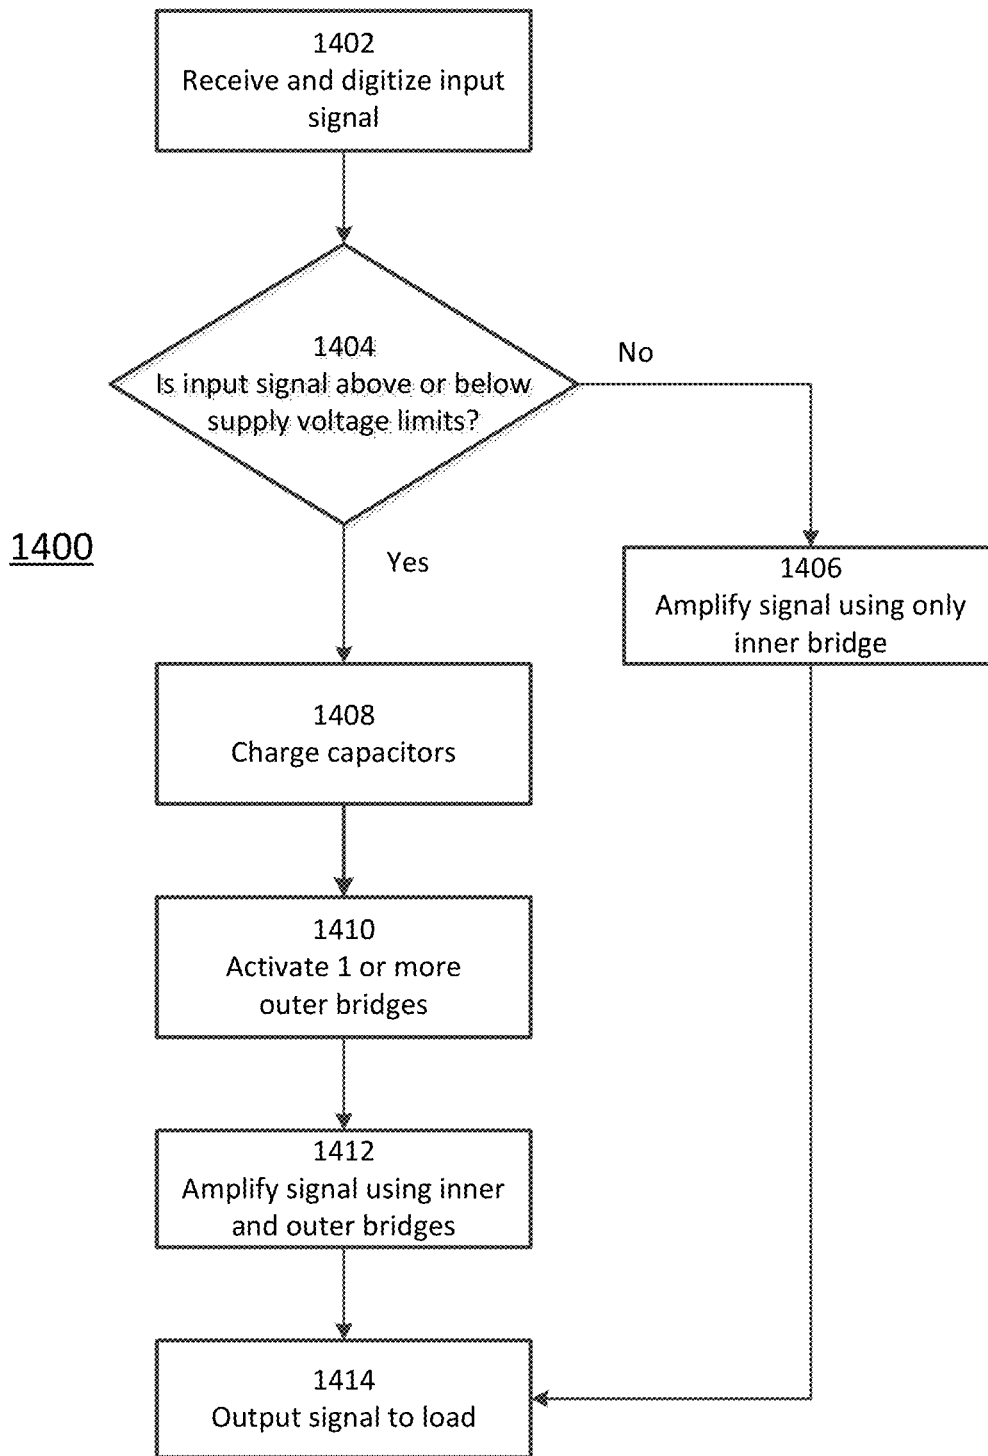 1402
Receive and digitize input
signal
1404
Is input signal above or below
supply voltage limits?
No
Yes
1400
1406
Amplify signal using only
inner bridge
1408
Charge capacitors
1410
Activate 1 or more
outer bridges
1412
Amplify signal using inner
and outer bridges
1414
Output signal to load